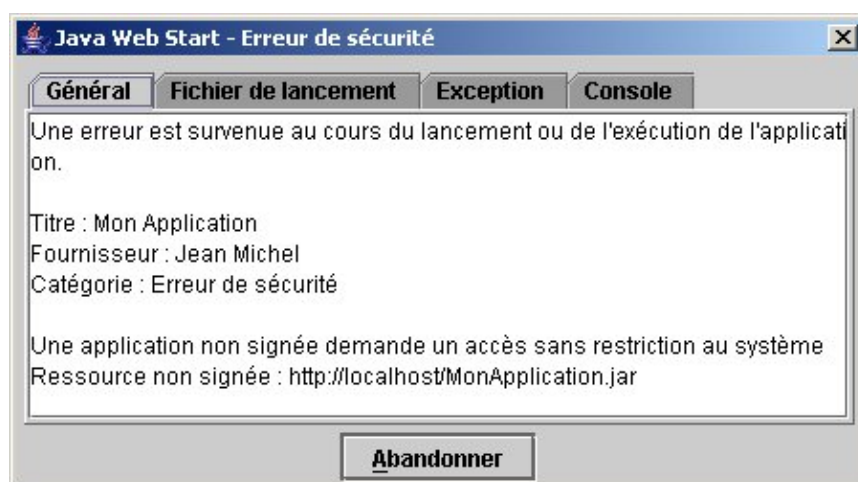 Java Web Start - Erreur de sécurité
Général Fichier de lancement Exception Console
Une erreur est survenue au cours du lancement ou de l'exécution de l'applicati
on.
Titre : Mon Application
Fournisseur : Jean Michel
Catégorie : Erreur de sécurité
Une application non signée demande un accès sans restriction au système
Ressource non signée : http://localhost/MonApplication.jar
Abandonner